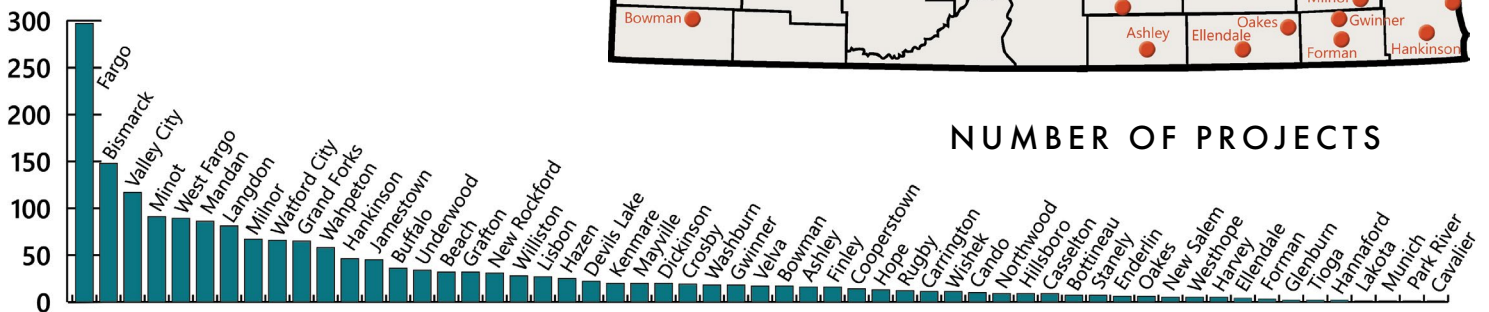 Milnor
Bowman
Oakes
Gwinner
Ashley
Ellendale
Forman
Hankinson
NUMBER OF PROJECTS
300
250
200
150
100
50
0
Fargo
Bismarck
Valley City
Minot
West Fargo
Mandan
Langdon
Milnor
Watford City
Grand Forks
Wahpeton
Hankinson
Jamestown
Buffalo
Underwood
Beach
Grafton
New Rockford
Williston
Lisbon
Hazen
Devils Lake
Kenmare
Mayville
Dickinson
Crosby
Washburn
Gwinner
Velva
Bowman
Ashley
Finley
Cooperstown
Hope
Rugby
Carrington
Wishek
Cando
Northwood
Hillsboro
Casselton
Bottineau
Stanely
Enderlin
Oakes
New Salem
Westhope
Harvey
Ellendale
Forman
Glenburn
Tioga
Hannaford
Lakota
Munich
Park River
Cavalier